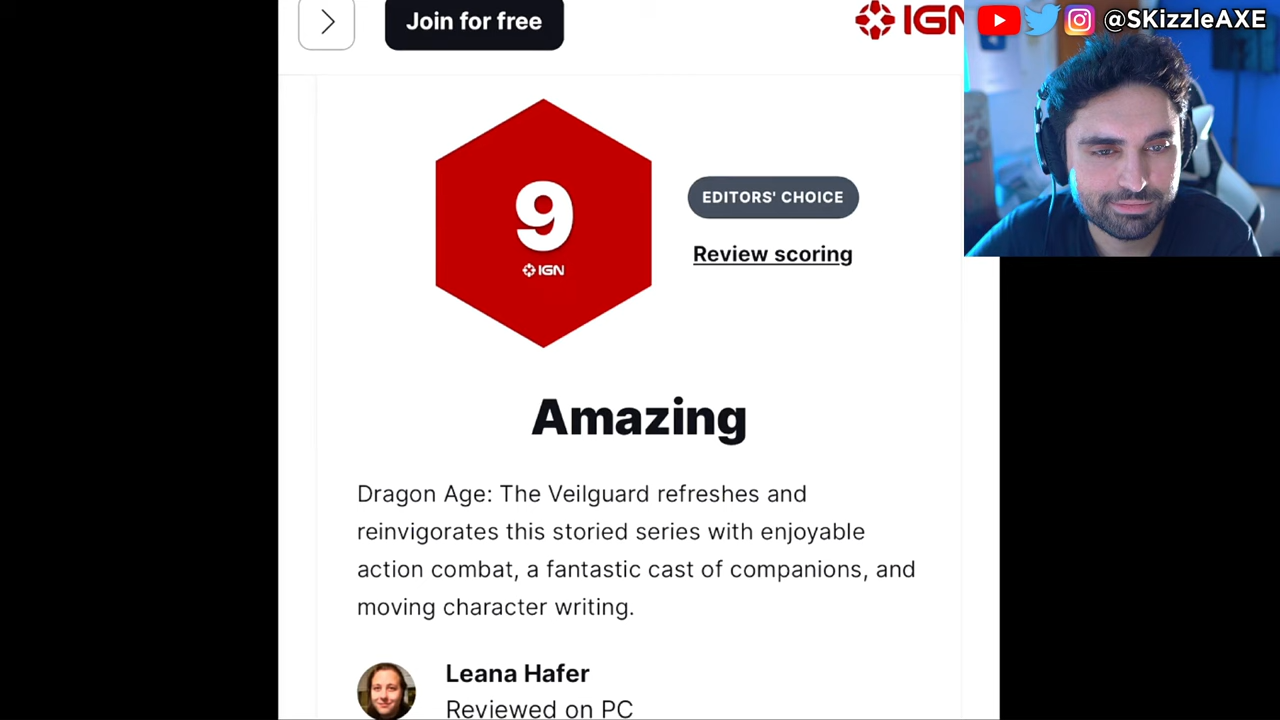 Join for free
IGN
@SKizzleAXE
9
IGN
EDITORS' CHOICE
Review scoring
Amazing
Dragon Age: The Veilguard refreshes and
reinvigorates this storied series with enjoyable
action combat, a fantastic cast of companions, and
moving character writing.
Leana Hafer
Reviewed on PC